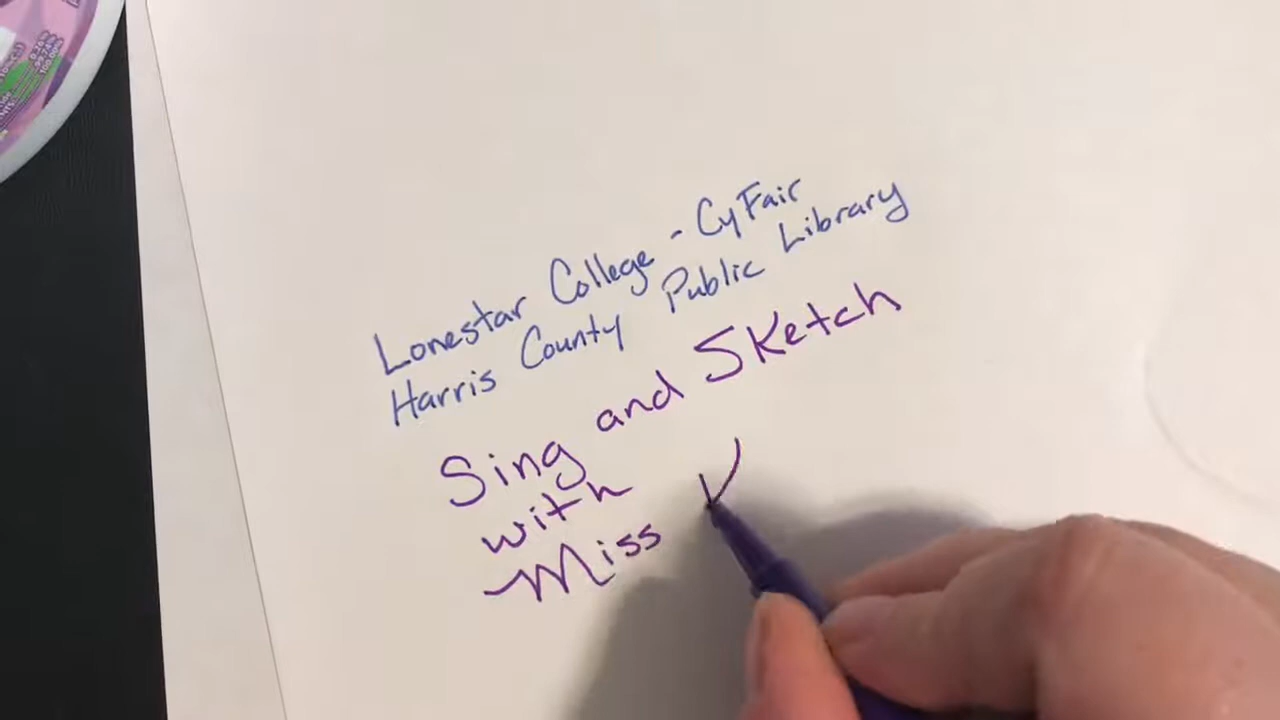 Lonestar College - CyFair
Harris County Public Library
Sing and Sketch
with
Miss